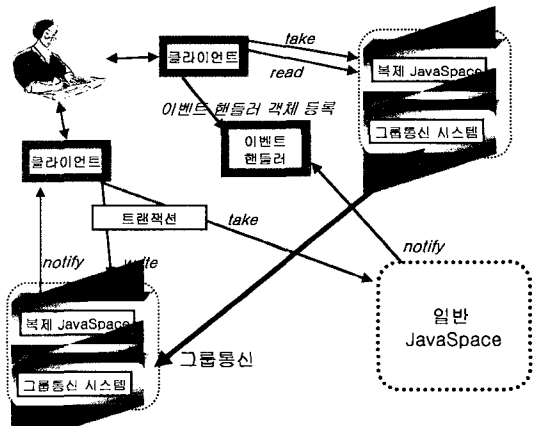 take
클라이언트
read
복제 JavaSpace
이벤트 핸들러 객체 등록
그룹통신 시스템
이벤트
핸들러
클라이언트
트랜잭션
take
notify
notify
write
일반
JavaSpace
복제 JavaSpace
그룹통신
그룹통신 시스템